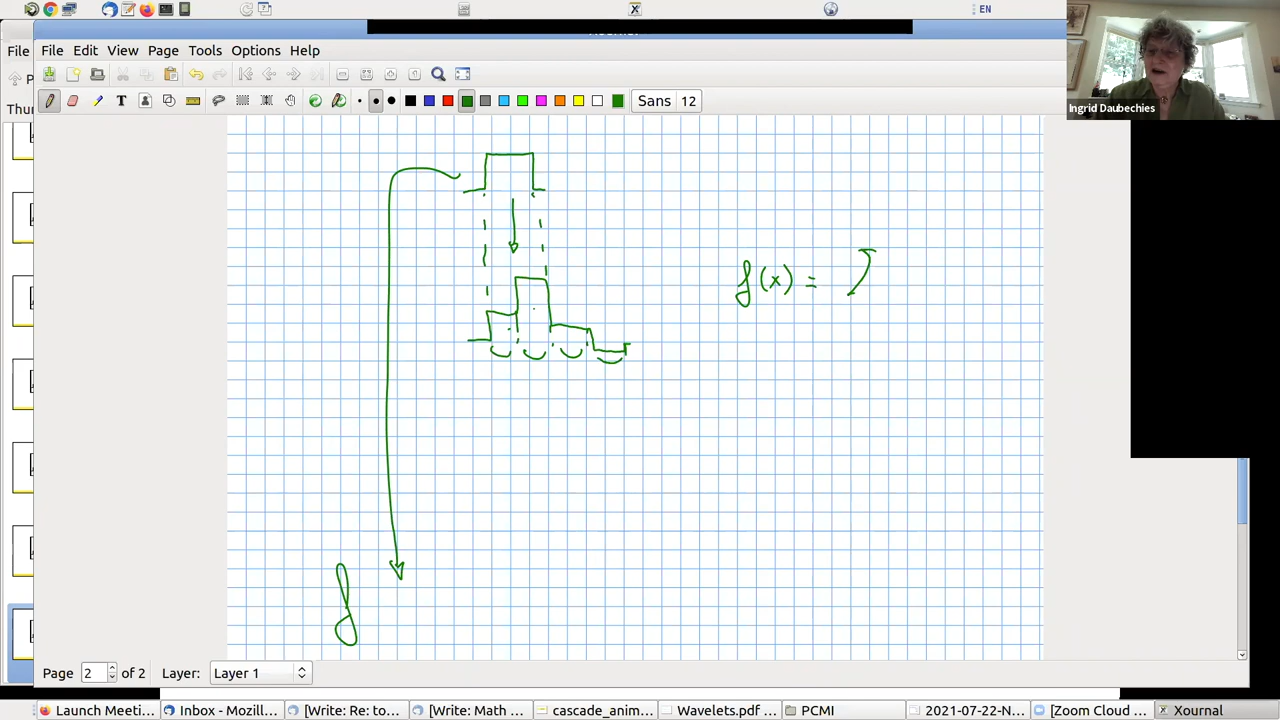 EN
File
File Edit View Page Tools Options Help
Thu
Sans 12
Ingrid Daubechies
f(x) =
f
Page 2 of 2 Layer: Layer 1
Launch Meeti... Inbox - Mozill... [Write: Re: to... [Write: Math ... cascade_anim... Wavelets.pdf ... PCMI 2021-07-22-N... [Zoom Cloud ... Xournal